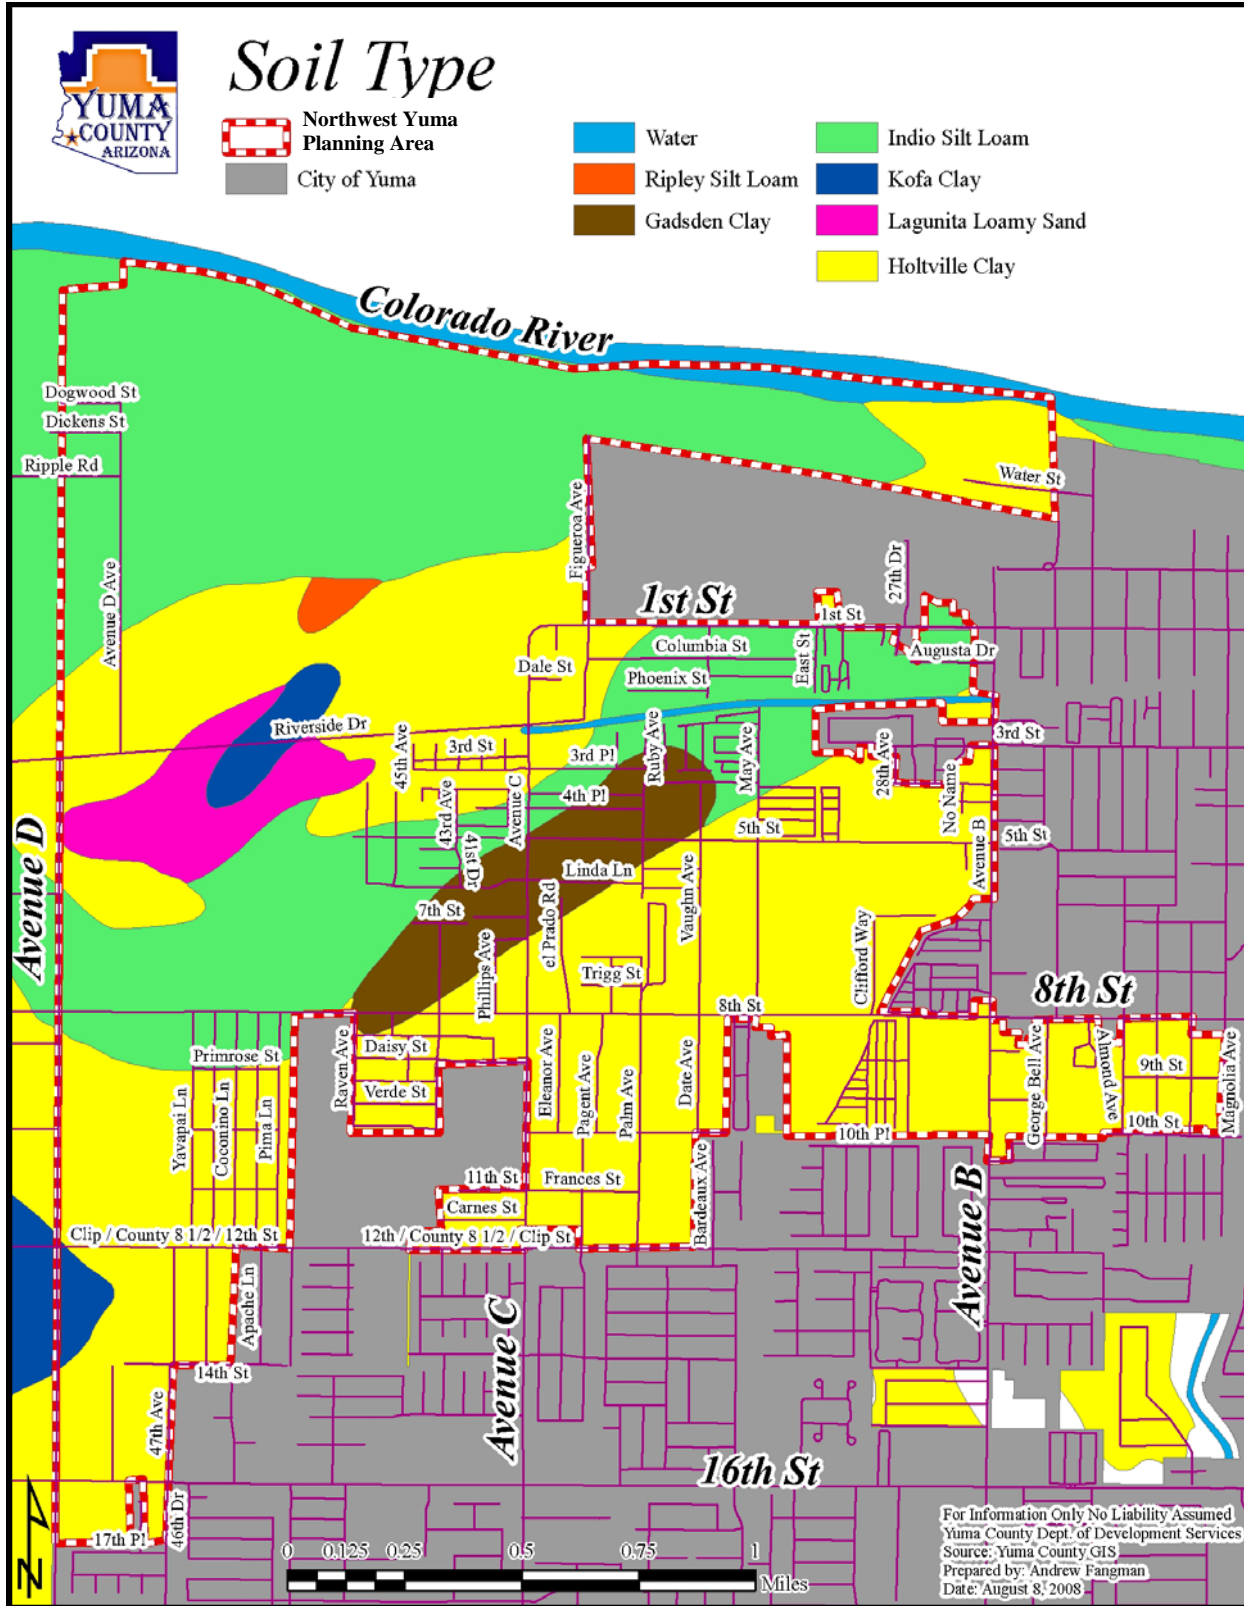 YUMA
COUNTY
ARIZONA
Soil Type
Northwest Yuma
Planning Area
City of Yuma
Water
Ripley Silt Loam
Gadsden Clay
Indio Silt Loam
Kofa Clay
Lagunita Loamy Sand
Holtville Clay
Colorado River
Dogwood St
Dickens St
Ripple Rd
Water St
Figueroa Ave
27th Dr
Avenue D Ave
1st St
1st St
Columbia St
East St
Augusta Dr
Dale St
Phoenix St
Riverside Dr
3rd St
45th Ave
3rd St
3rd Pl
Ruby Ave
May Ave
28th Ave
No Name
4th Pl
43rd Ave
Avenue C
5th St
5th St
Avenue B
41st Dr
Linda Ln
Avenue D
7th St
el Prado Rd
Vaughn Ave
Clifford Way
Phillips Ave
Trigg St
8th St
8th St
Primrose St
Raven Ave
Daisy St
Verde St
Eleanor Ave
Pagent Ave
Palm Ave
Date Ave
George Bell Ave
Almond Ave
9th St
Magnolia Ave
Yavapai Ln
Coconino Ln
Pima Ln
10th Pl
10th St
11th St
Frances St
Carnes St
Bardeaux Ave
Clip / County 8 1/2 / 12th St
12th / County 8 1/2 / Clip St
Avenue B
Apache Ln
Avenue C
14th St
47th Ave
16th St
46th Dr
17th Pl
N
0 0.125 0.25 0.5 0.75 1
Miles
For Information Only No Liability Assumed
Yuma County Dept. of Development Services
Source: Yuma County GIS
Prepared by: Andrew Fangman
Date: August 8, 2008